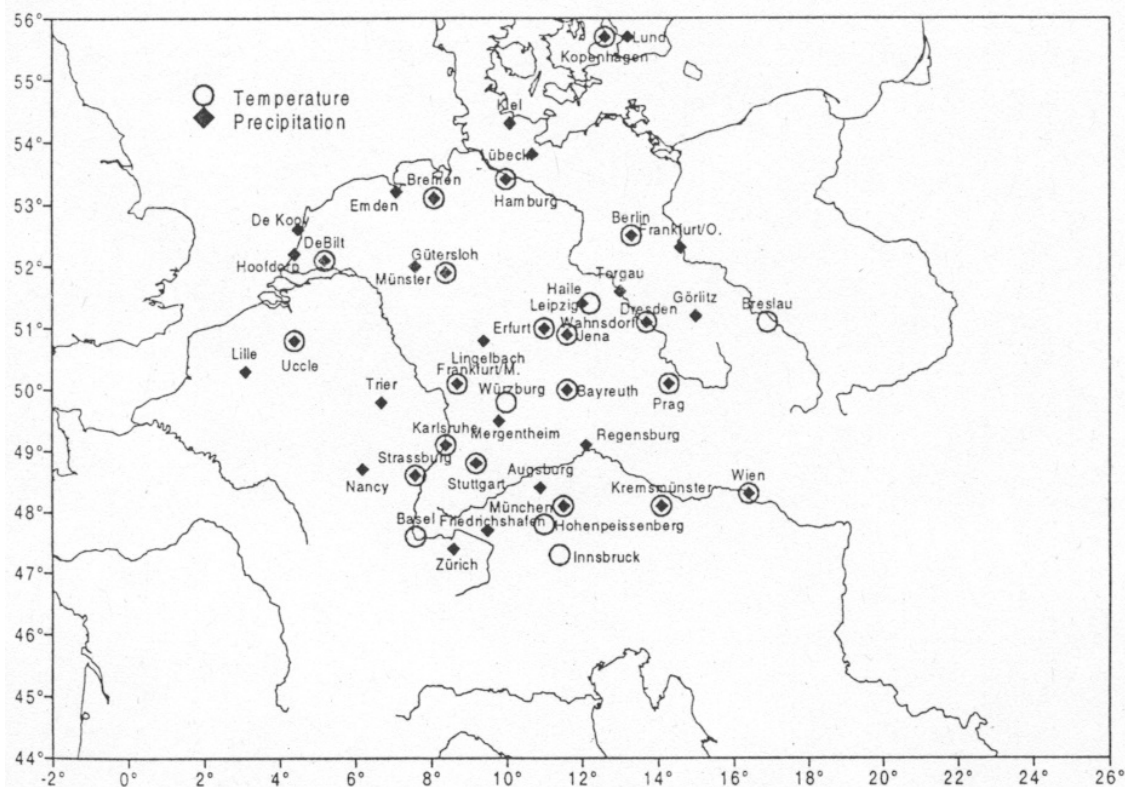 56°
55°
54°
53°
52°
51°
50°
49°
48°
47°
46°
45°
44°
Temperature
Precipitation
Lund
Kopenhagen
Kiel
Lübeck
Bremen
Emden
Hamburg
De Kooy
DeBilt
Hoofdorp
Berlin
Frankfurt/O.
Gütersloh
Münster
Torgau
Halle
Leipzig
Görlitz
Breslau
Dresden
Wahnsdorf
Erfurt
Jena
Uccle
Lille
Lingelbach
Frankfurt/M.
Trier
Würzburg
Bayreuth
Prag
Karlsruhe
Mergentheim
Regensburg
Strassburg
Nancy
Stuttgart
Augsburg
Kremsmünster
Wien
München
Basel
Friedrichshafen
Hohenpeissenberg
Zürich
Innsbruck
-2° 0° 2° 4° 6° 8° 10° 12° 14° 16° 18° 20° 22° 24° 26°